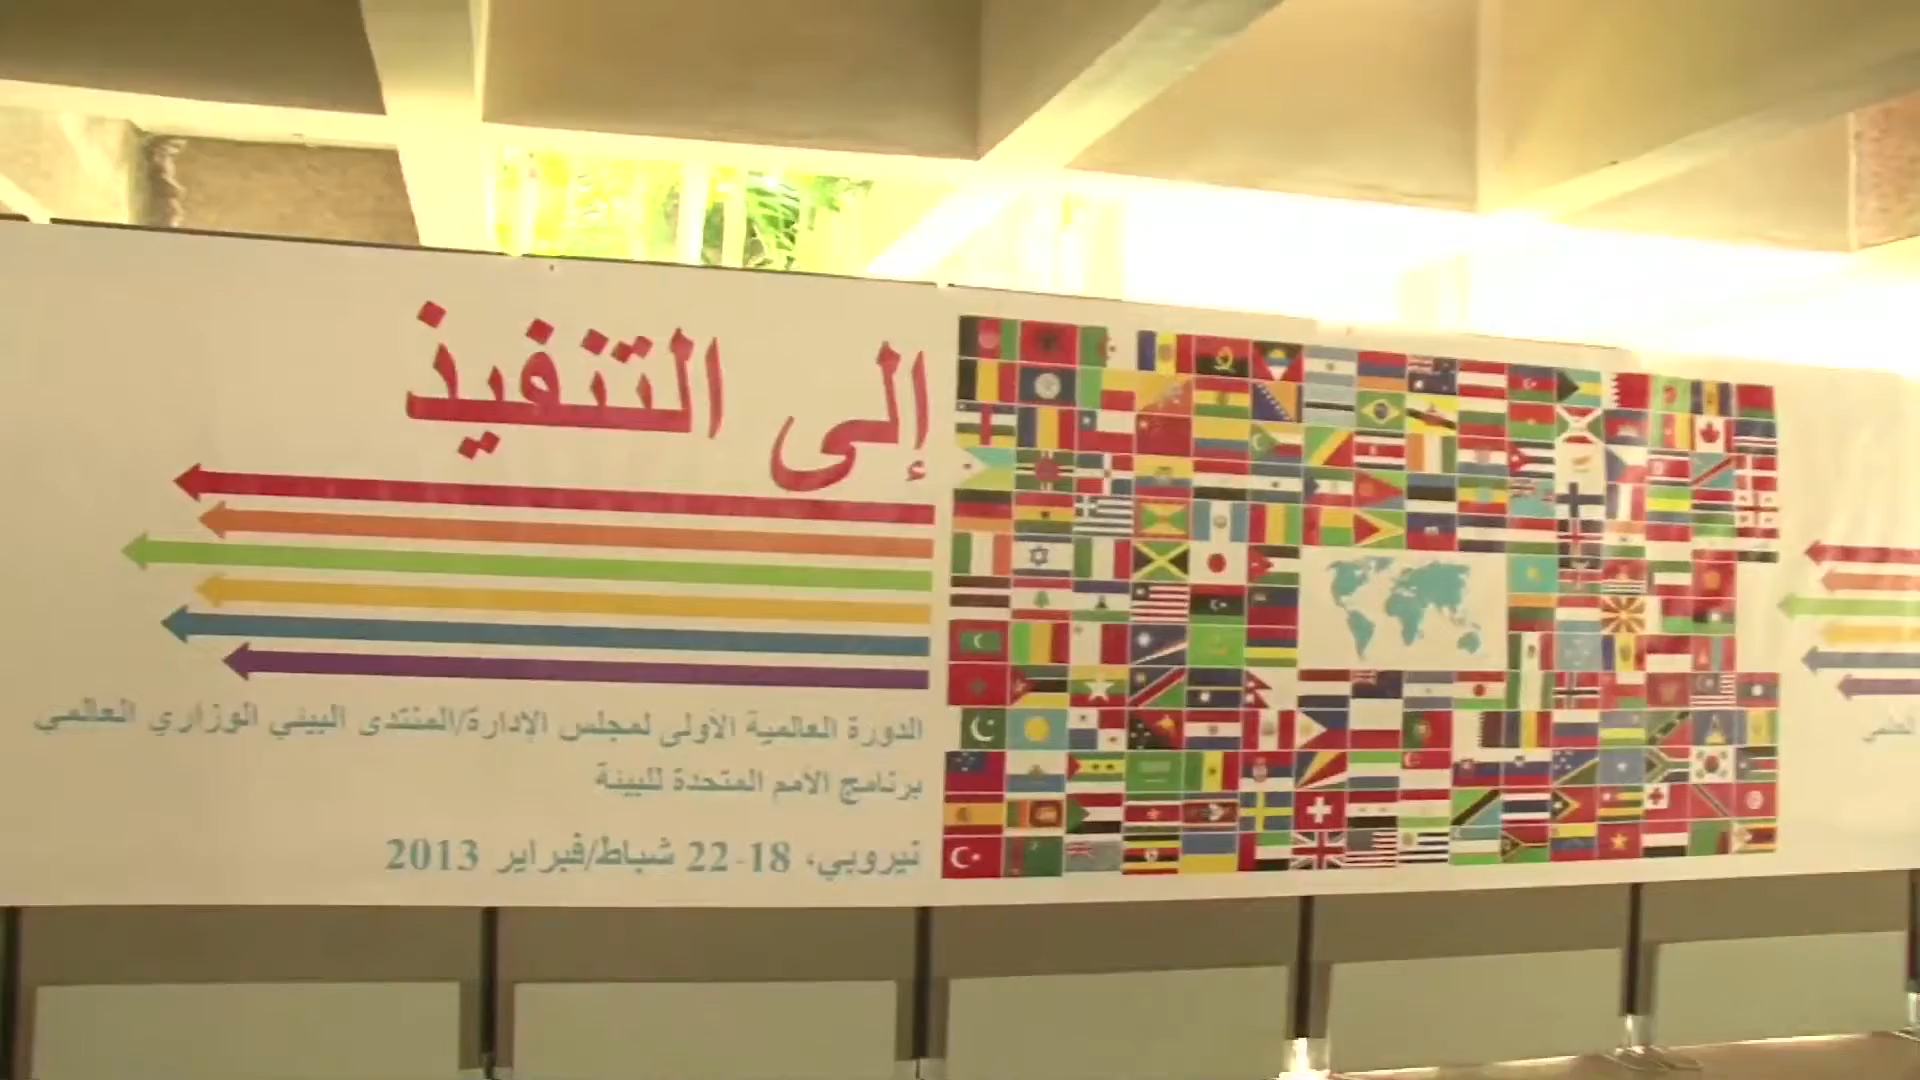 إلى التنفيذ
الدورة العالمية الأولى لمجلس الإدارة/المنتدى البيئي الوزاري العالمي
برنامج الأمم المتحدة للبيئة
نيروبي، 18-22 شباط/فبراير 2013